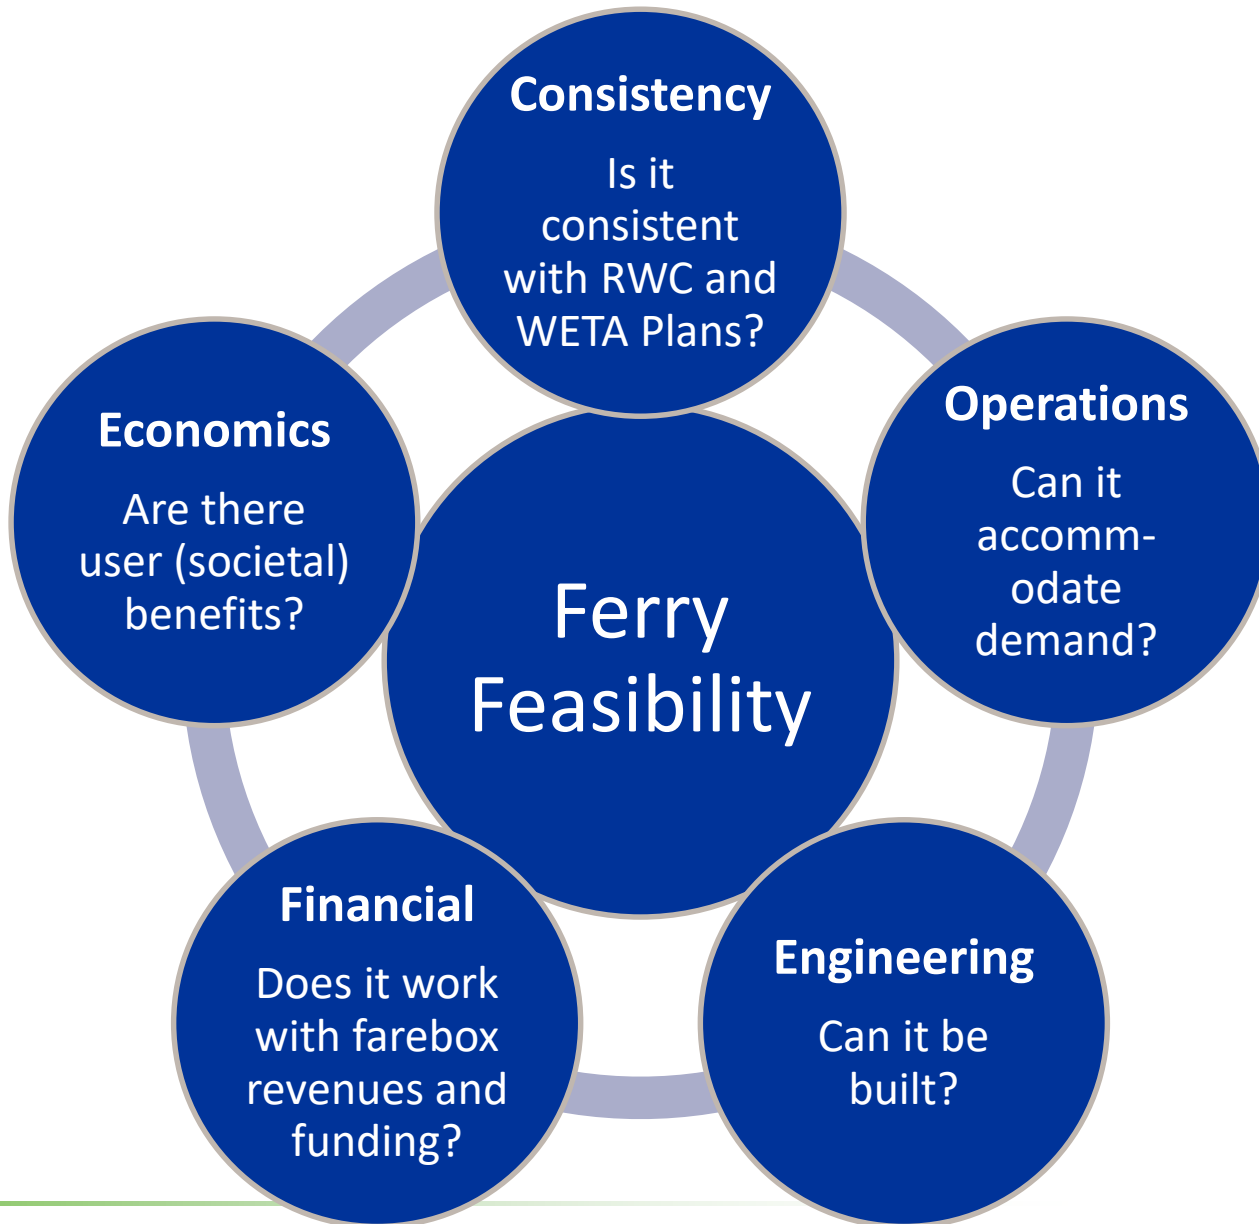 Consistency
Is it
consistent
with RWC and
WETA Plans?
Operations
Can it
accomm-
odate
demand?
Economics
Are there
user (societal)
benefits?
Ferry
Feasibility
Financial
Does it work
with farebox
revenues and
funding?
Engineering
Can it be
built?